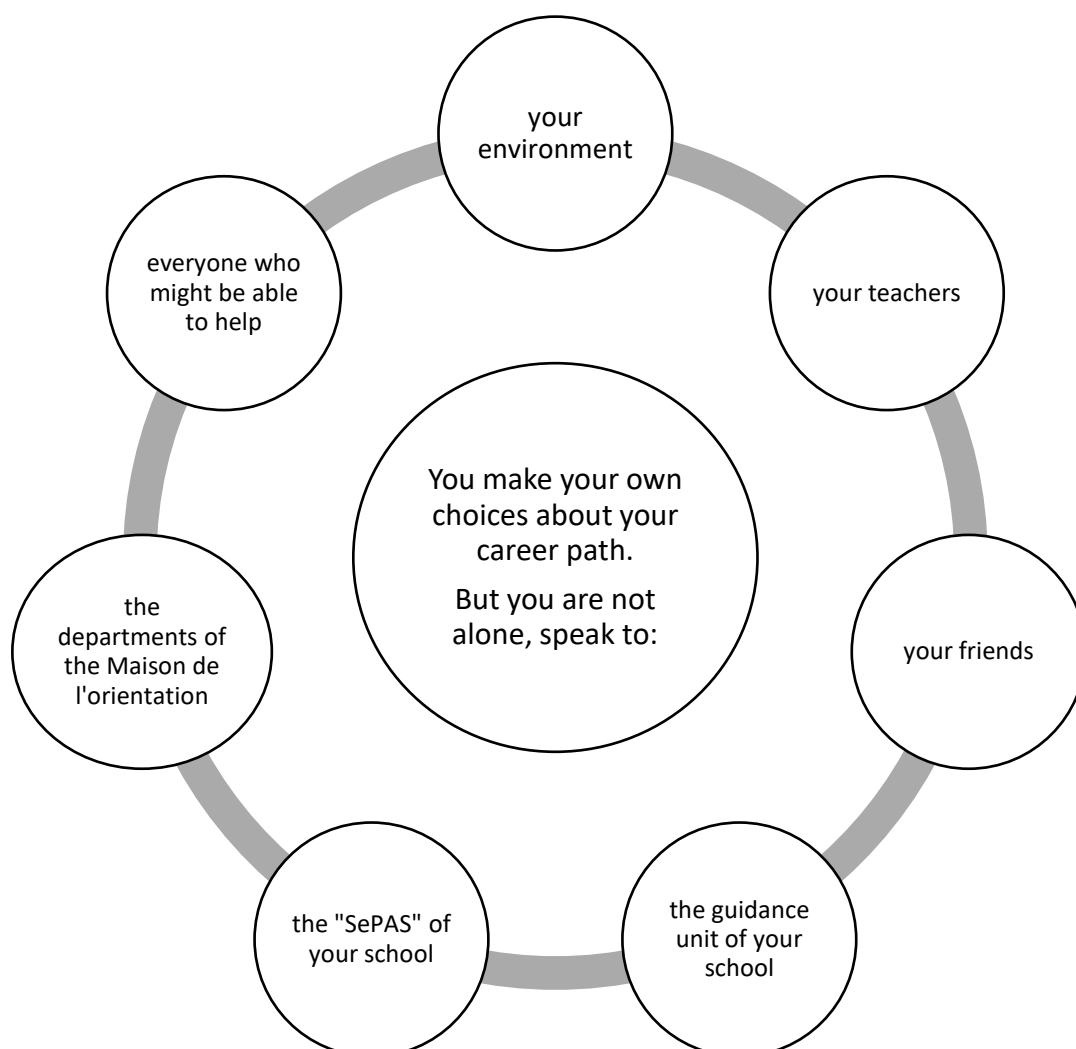 your
environment
your teachers
your friends
the guidance
unit of your
school
the "SePAS" of
your school
the
departments of
the Maison de
l'orientation
everyone who
might be able
to help
You make your own
choices about your
career path.
But you are not
alone, speak to: